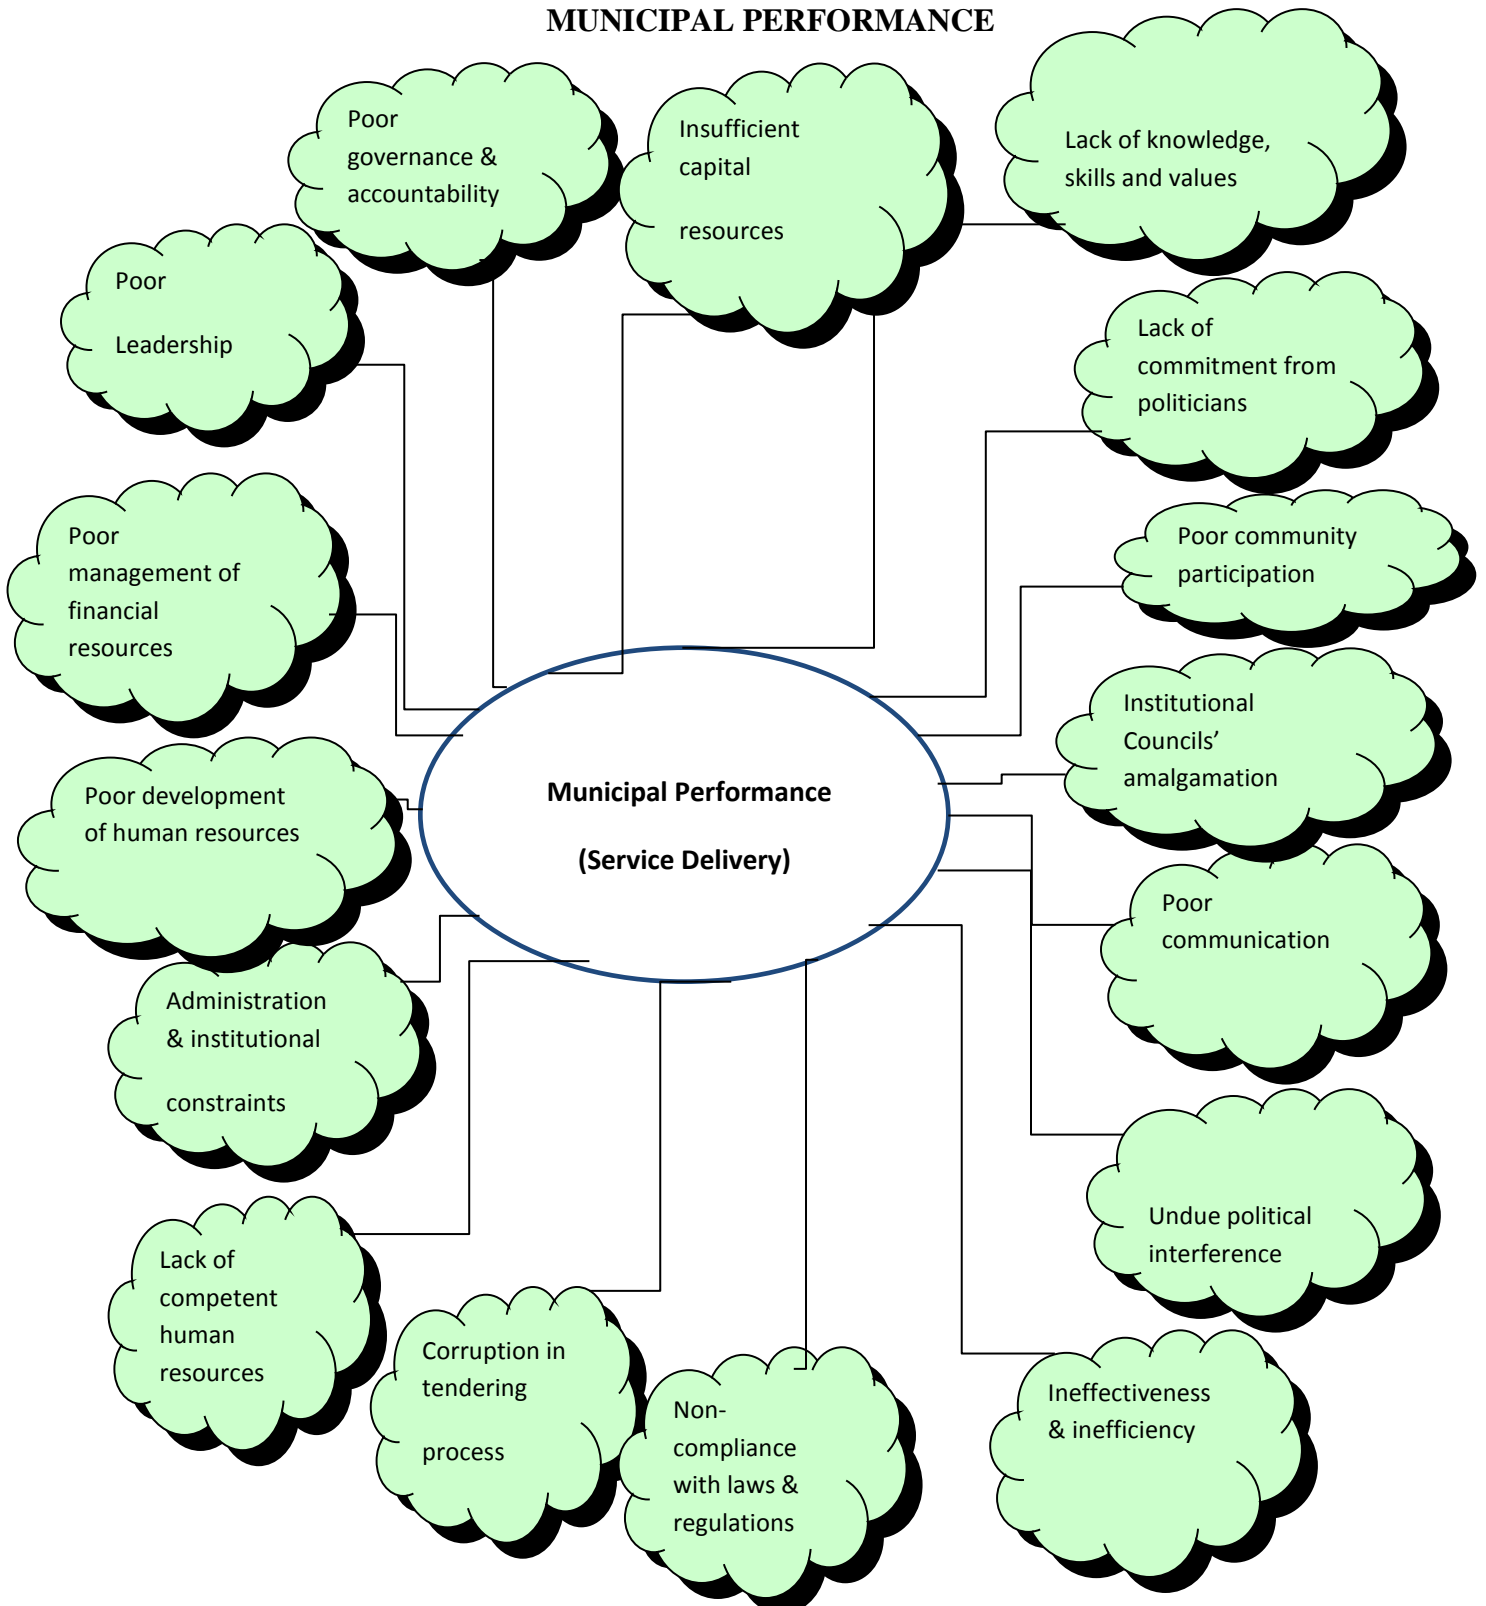 MUNICIPAL PERFORMANCE
Poor
governance &
accountability
Insufficient
capital
resources
Lack of knowledge,
skills and values
Poor
Leadership
Lack of
commitment from
politicians
Poor
management of
financial
resources
Poor community
participation
Institutional
Councils’
amalgamation
Poor development
of human resources
Municipal Performance
(Service Delivery)
Poor
communication
Administration
& institutional
constraints
Undue political
interference
Lack of
competent
human
resources
Corruption in
tendering
process
Non-
compliance
with laws &
regulations
Ineffectiveness
& inefficiency